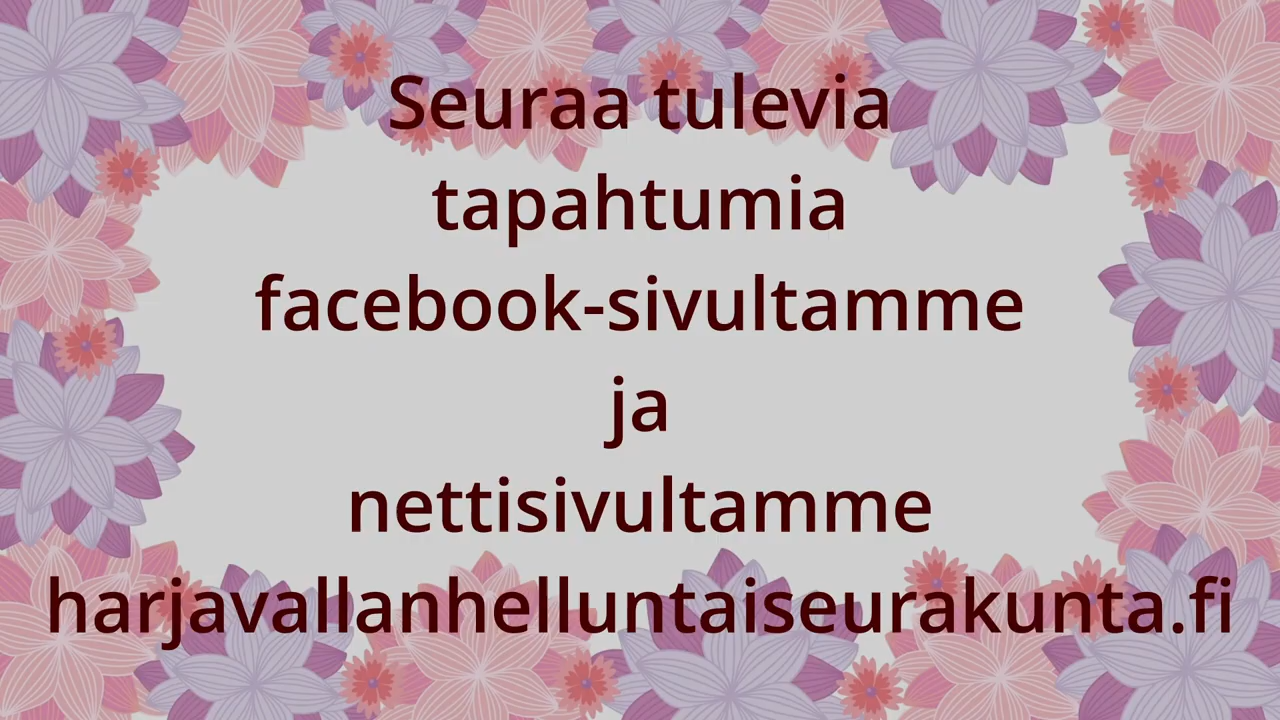 Seuraa tulevia
tapahtumia
facebook-sivultamme
ja
nettisivultamme
harjavallanhelluntaiseurakunta.fi